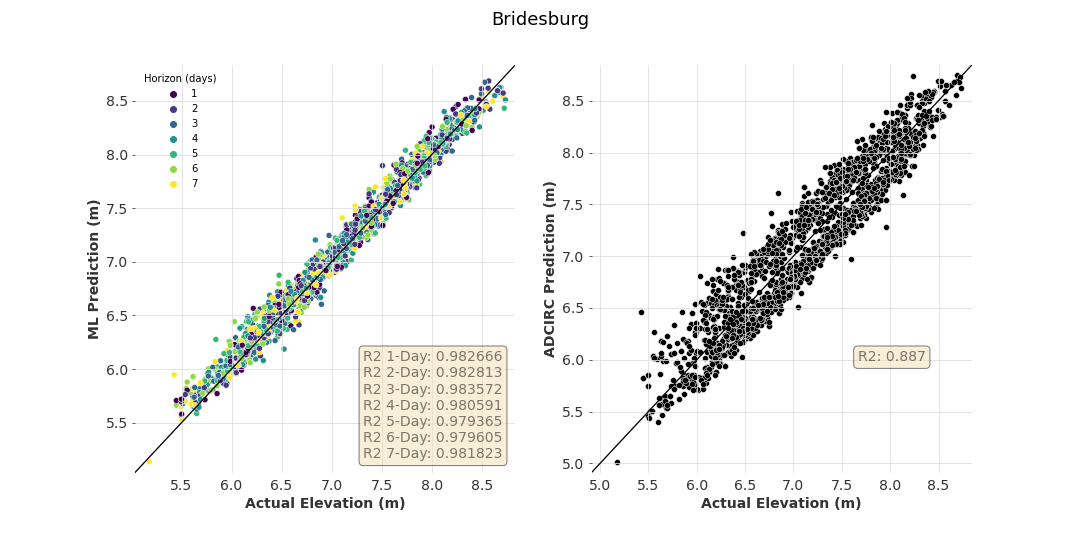 Bridesburg
Horizon (days)
1
2
3
4
5
6
7
8.5
8.0
7.5
7.0
6.5
6.0
5.5
ML Prediction (m)
R2 1-Day: 0.982666
R2 2-Day: 0.982813
R2 3-Day: 0.983572
R2 4-Day: 0.980591
R2 5-Day: 0.979365
R2 6-Day: 0.979605
R2 7-Day: 0.981823
5.5 6.0 6.5 7.0 7.5 8.0 8.5
Actual Elevation (m)
8.5
8.0
7.5
7.0
6.5
6.0
5.5
5.0
ADCIRC Prediction (m)
R2: 0.887
5.0 5.5 6.0 6.5 7.0 7.5 8.0 8.5
Actual Elevation (m)